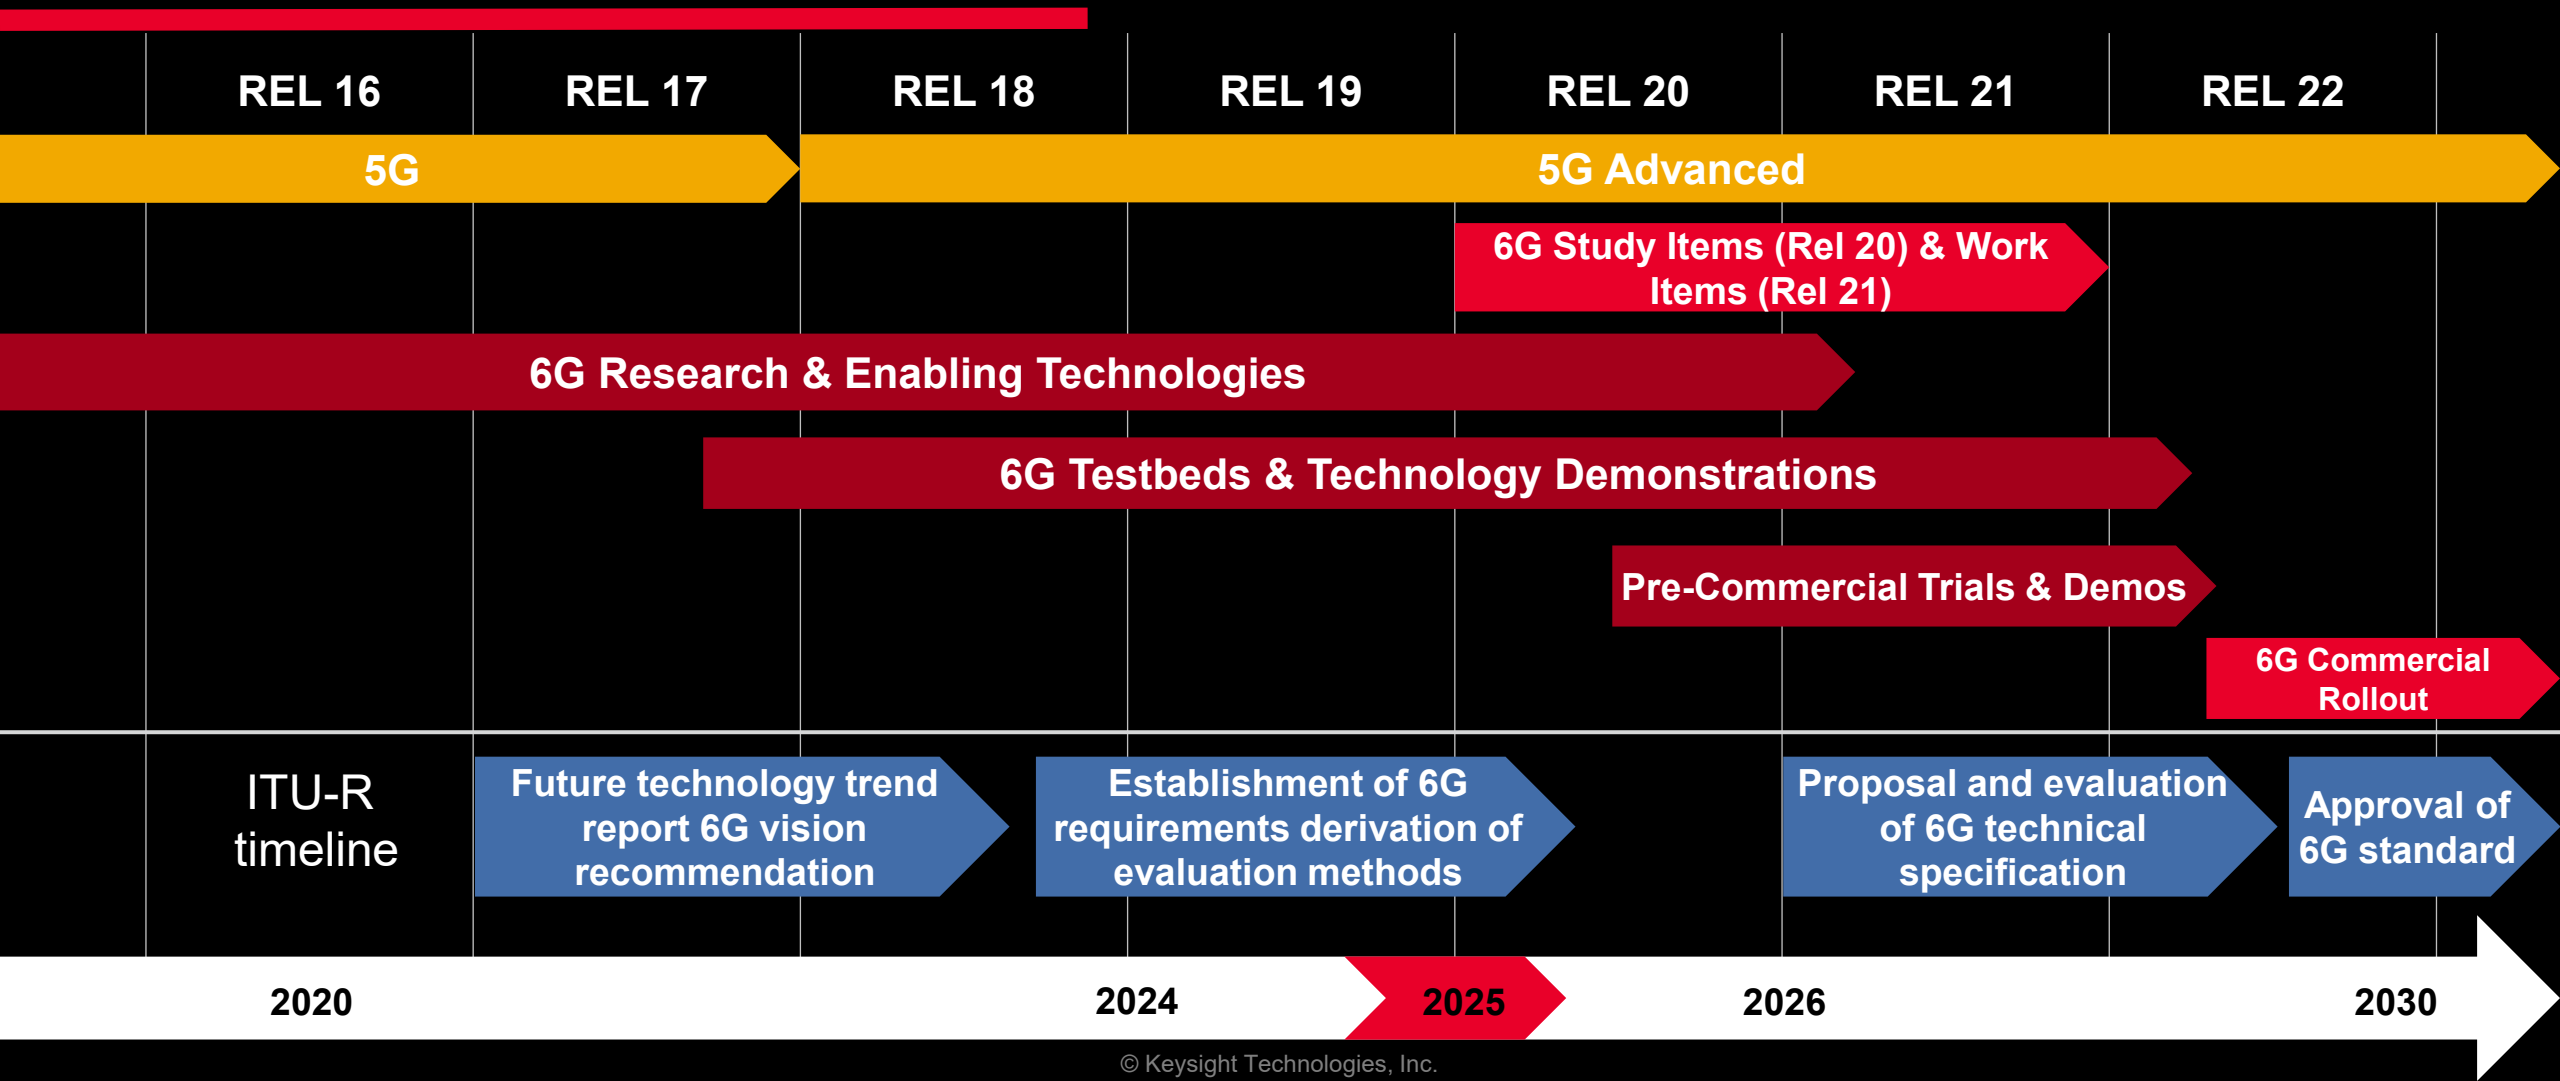 REL 16
REL 17
REL 18
REL 19
REL 20
REL 21
REL 22
5G
5G Advanced
6G Study Items (Rel 20) & Work
Items (Rel 21)
6G Research & Enabling Technologies
6G Testbeds & Technology Demonstrations
Pre-Commercial Trials & Demos
6G Commercial
Rollout
ITU-R
timeline
Future technology trend
report 6G vision
recommendation
Establishment of 6G
requirements derivation of
evaluation methods
Proposal and evaluation
of 6G technical
specification
Approval of
6G standard
2020
2024
2025
2026
2030
© Keysight Technologies, Inc.